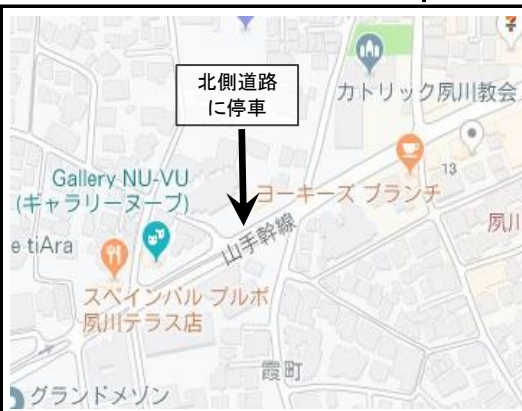 北側道路
に停車
カトリック夙川教会
Gallery NU-VU
(ギャラリーヌーブ)
ヨーキーズ ブランチ
13
夙川
e tiAra
山手幹線
スペインバル プルポ
夙川テラス店
霞町
グランドメゾン